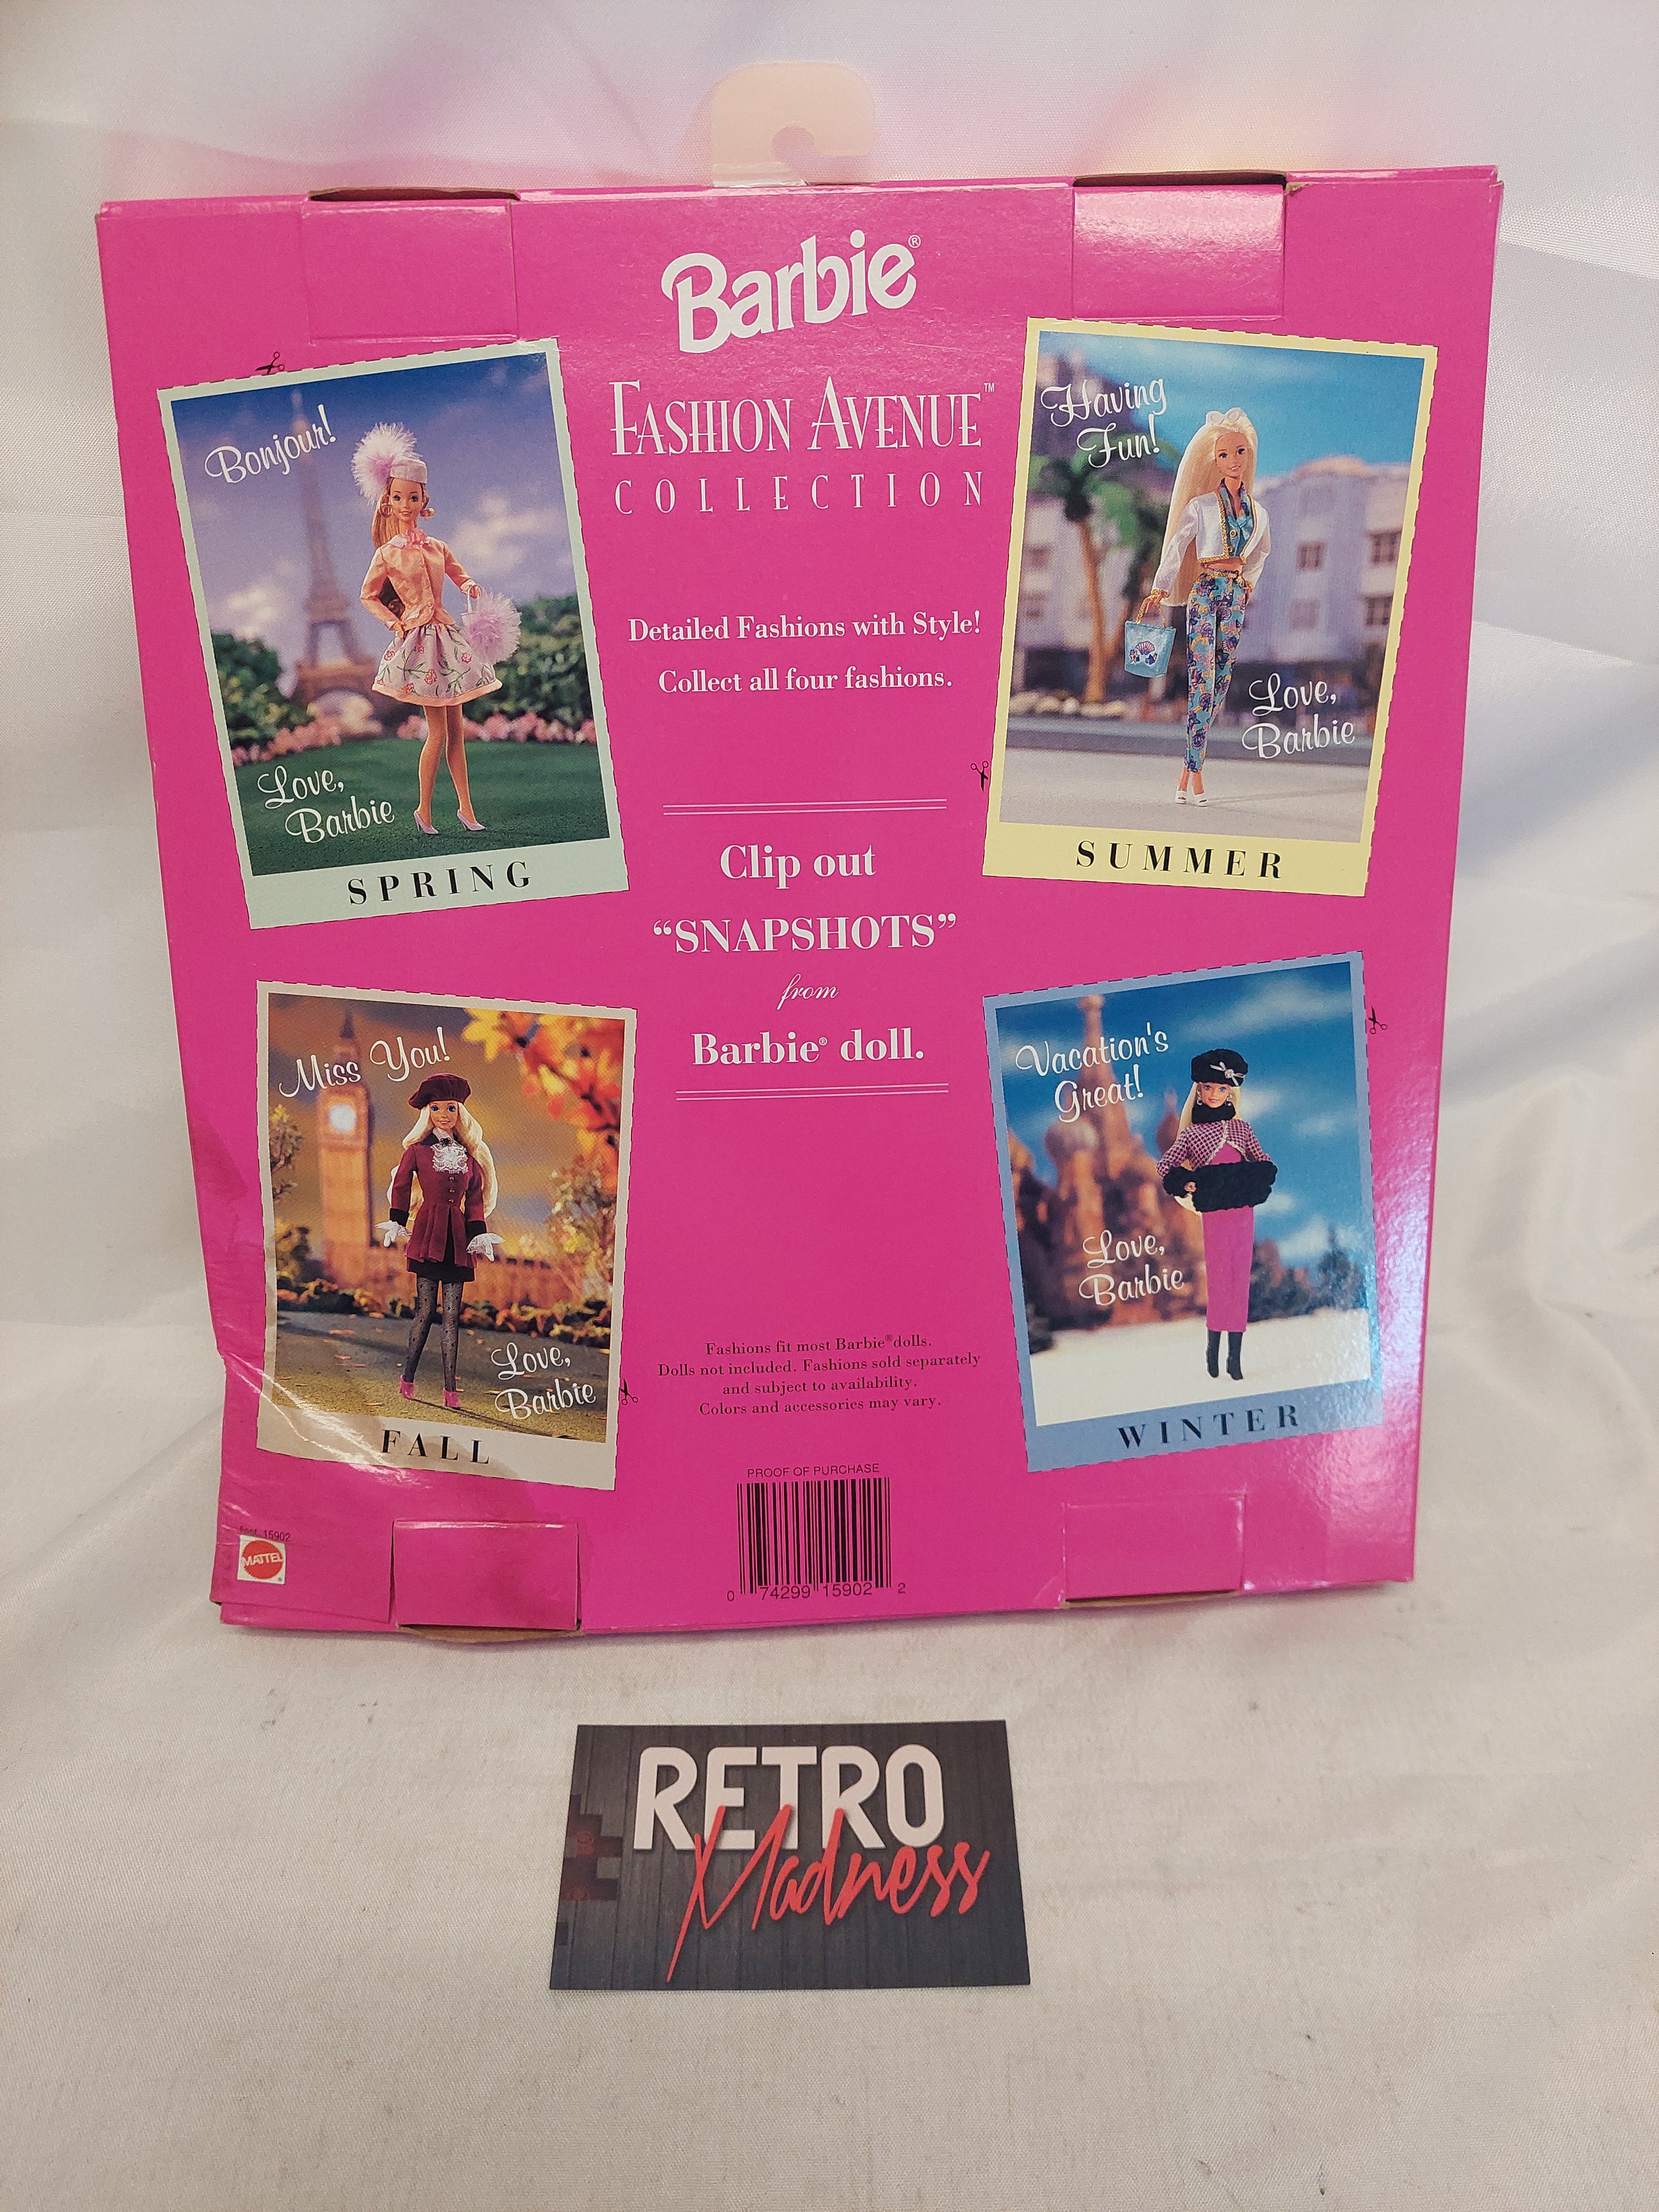 Barbie®
FASHION AVENUE™
COLLECTION
Bonjour!
Love,
Barbie
SPRING
Having
Fun!
Love,
Barbie
SUMMER
Detailed Fashions with Style!
Collect all four fashions.
Clip out
“SNAPSHOTS”
from
Barbie® doll.
Miss You!
Love,
Barbie
FALL
Vacation's
Great!
Love,
Barbie
WINTER
Fashions fit most Barbie® dolls.
Dolls not included. Fashions sold separately
and subject to availability.
Colors and accessories may vary.
PROOF OF PURCHASE
0 74299 15902 2
15902
MATTEL®
RETRO
Madness